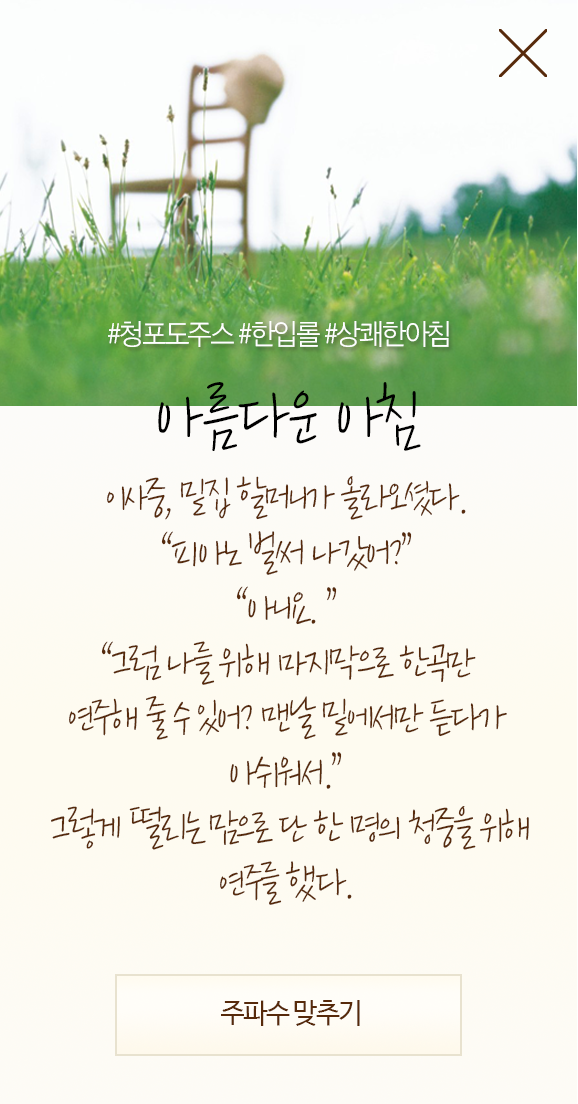 #청포도주스 #한입롤 #상쾌한아침
아름다운 아침
이사중, 밑집 할머니가 올라오셨다.
“피아노 벌써 나갔어?”
“아니요.”
“그럼 나를 위해 마지막으로 한곡만
연주해 줄 수 있어? 맨날 밑에서만 듣다가
아쉬워서.”
그렇게 떨리는 맘으로 단 한 명의 청중을 위해
연주를 했다.
주파수 맞추기